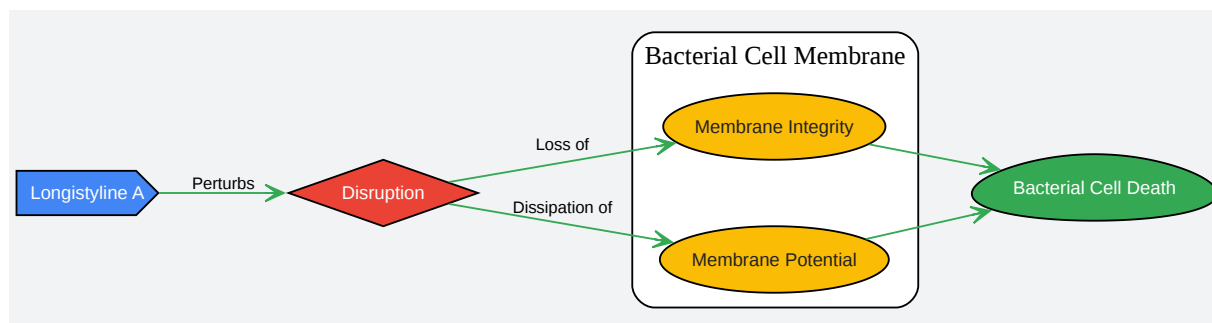 Bacterial Cell Membrane
Longistyline A
Perturbs
Disruption
Loss of
Dissipation of
Membrane Integrity
Membrane Potential
Bacterial Cell Death